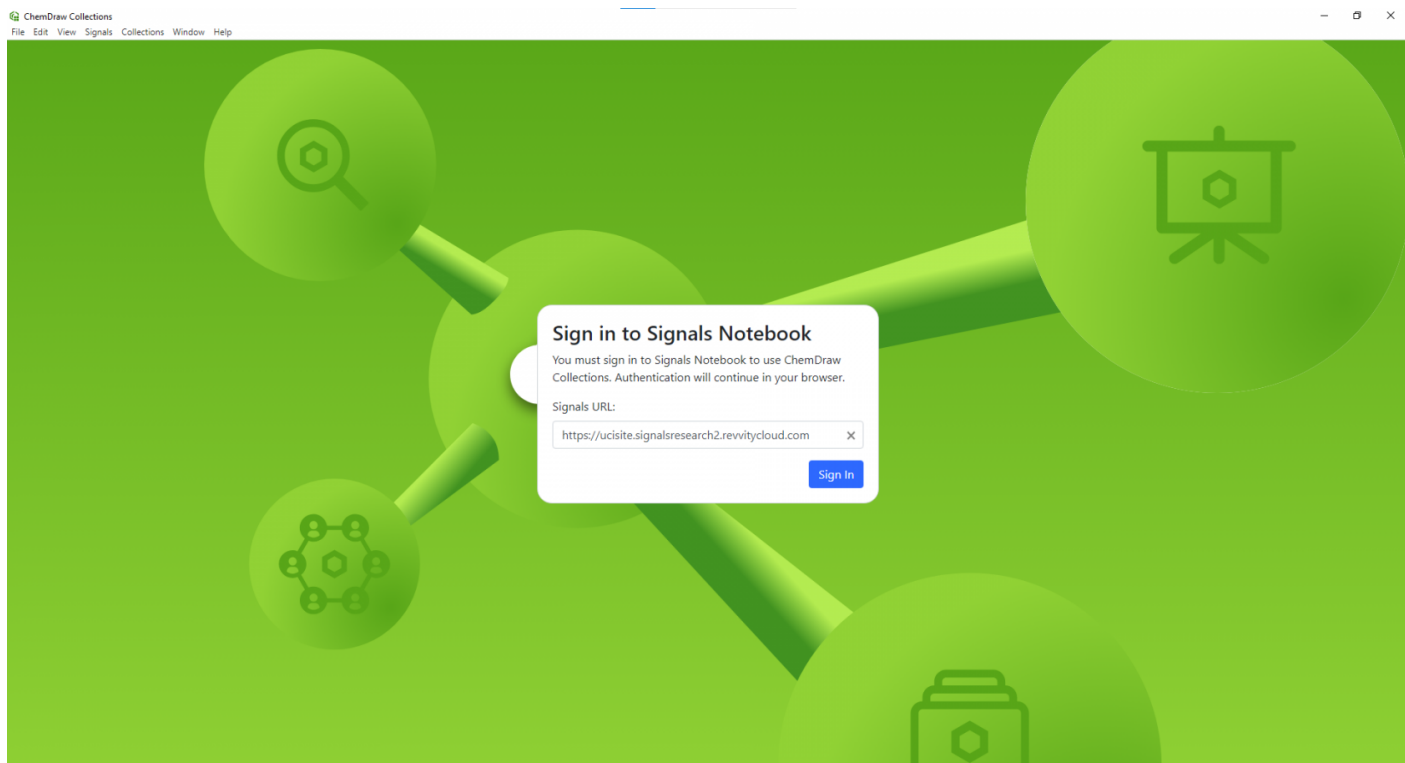 ChemDraw Collections
File Edit View Signals Collections Window Help
Sign in to Signals Notebook
You must sign in to Signals Notebook to use ChemDraw
Collections. Authentication will continue in your browser.
Signals URL:
https://ucisite.signalsresearch2.revvitycloud.com
Sign In